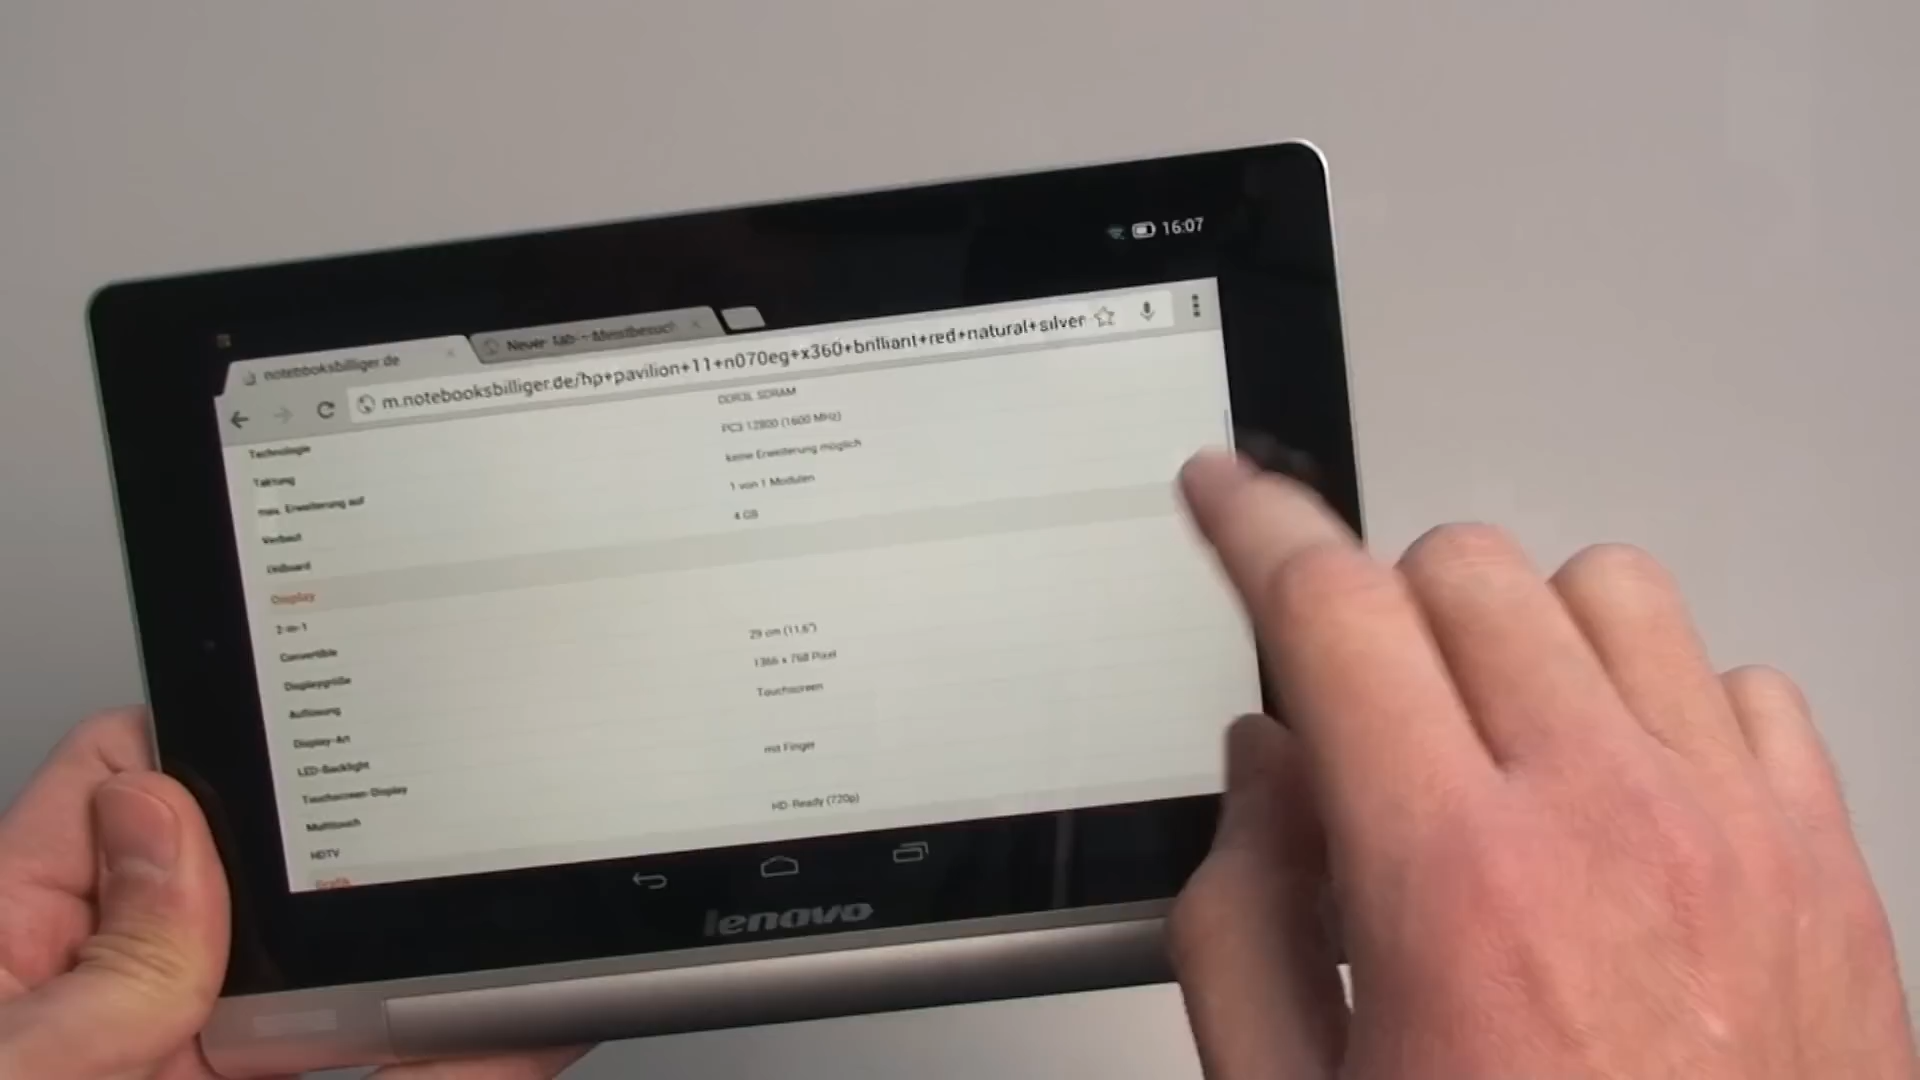 16:07
notebooksbilliger.de
Neuer Tab - Meistbesuch
m.notebooksbilliger.de/hp+pavilion+11+n070eg+x360+brilliant+red+natural+silver
DDR3L SDRAM
Technologie PC3 12800 (1600 MHz)
Taktung keine Erweiterung möglich
max. Erweiterung auf 1 von 1 Modulen
Verbaut 4 GB
OnBoard
Display
2-in-1
Convertible 29 cm (11,6")
Displaygröße 1366 x 768 Pixel
Auflösung Touchscreen
Display-Art
LED-Backlight mit Finger
Touchscreen-Display
Multitouch HD-Ready (720p)
HDTV
Grafik
lenovo